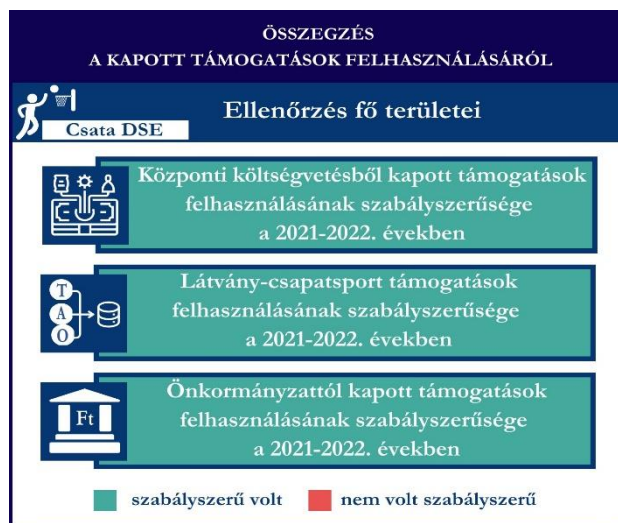 ÖSSZEGZÉS
A KAPOTT TÁMOGATÁSOK FELHASZNÁLÁSÁRÓL
Csata DSE
Ellenőrzés fő területei
Központi költségvetésből kapott támogatások
felhasználásának szabályszerűsége
a 2021-2022. években
T
A
O
Látvány-csapatsport támogatások
felhasználásának szabályszerűsége
a 2021-2022. években
Ft
Önkormányzattól kapott támogatások
felhasználásának szabályszerűsége
a 2021-2022. években
szabályszerű volt
nem volt szabályszerű